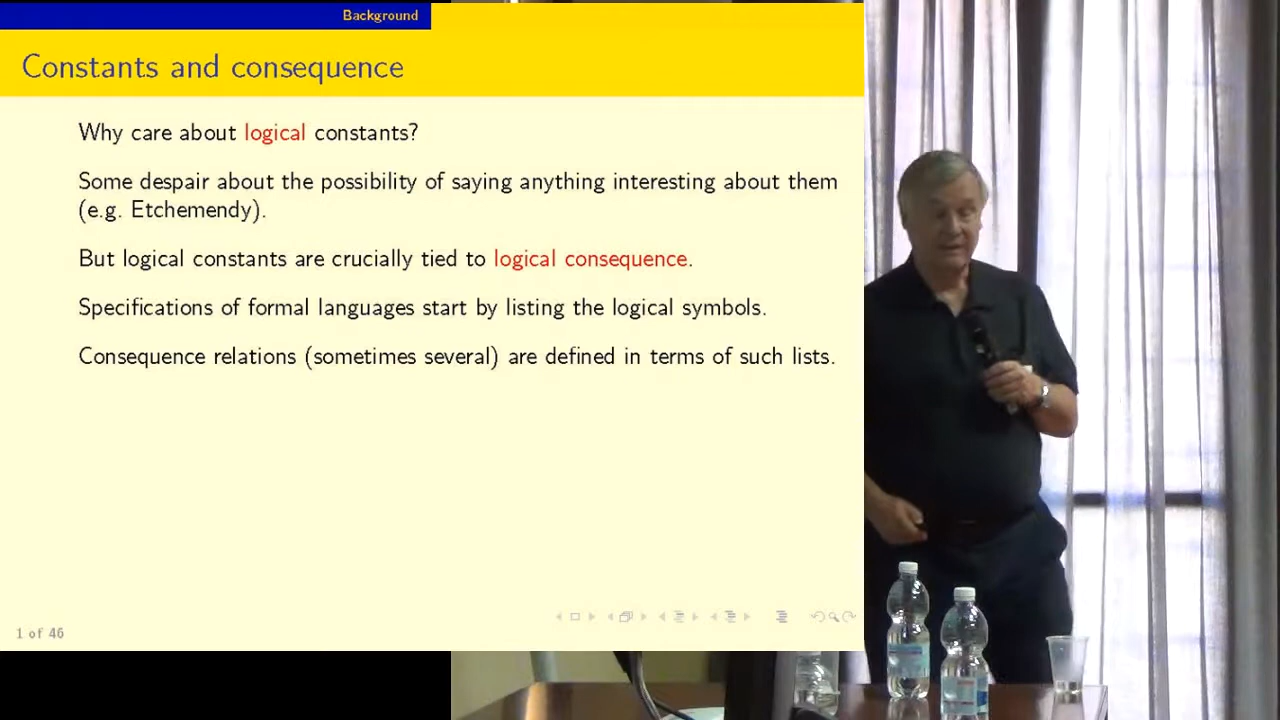 Background
Constants and consequence
Why care about logical constants?
Some despair about the possibility of saying anything interesting about them
(e.g. Etchemendy).
But logical constants are crucially tied to logical consequence.
Specifications of formal languages start by listing the logical symbols.
Consequence relations (sometimes several) are defined in terms of such lists.
1 of 46